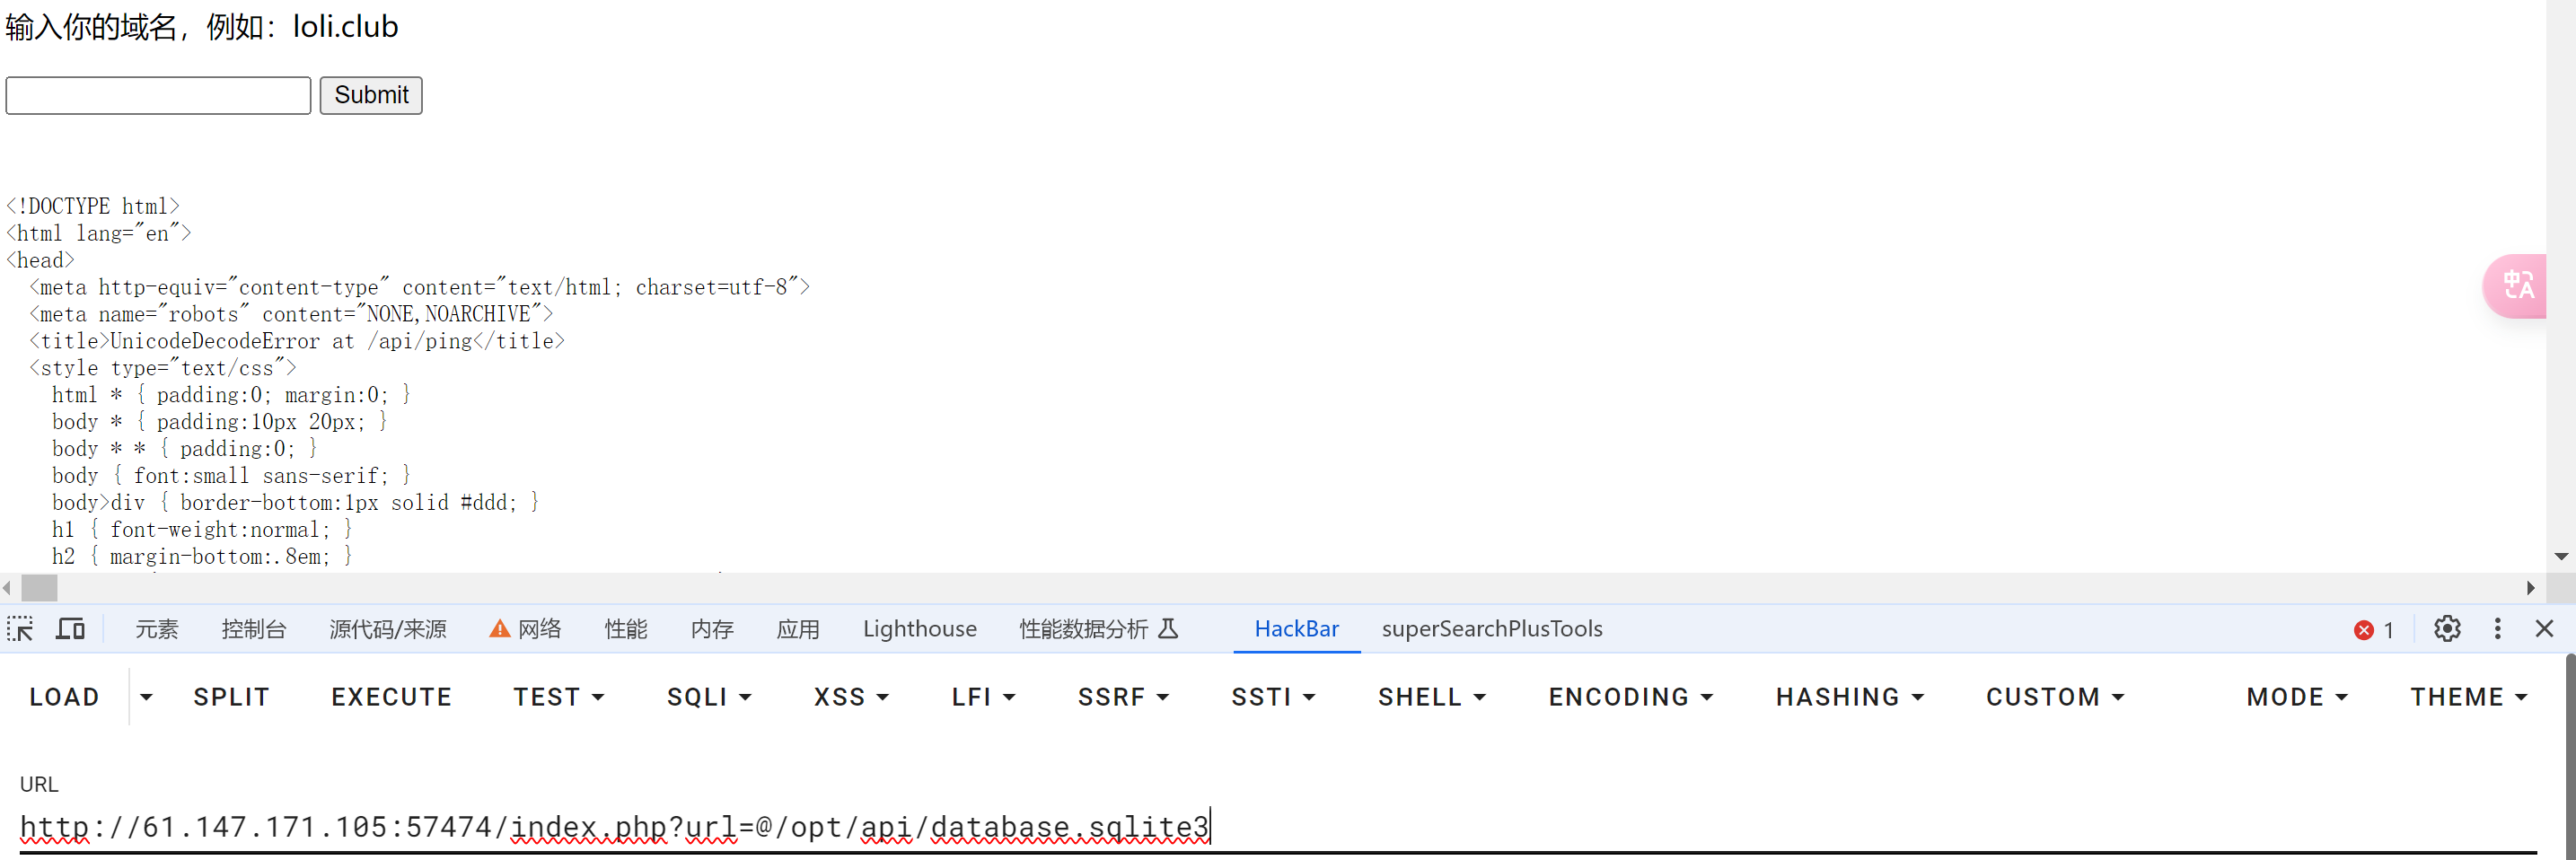 输入你的域名，例如：loli.club
Submit
<!DOCTYPE html>
<html lang="en">
<head>
  <meta http-equiv="content-type" content="text/html; charset=utf-8">
  <meta name="robots" content="NONE,NOARCHIVE">
  <title>UnicodeDecodeError at /api/ping</title>
  <style type="text/css">
    html * { padding:0; margin:0; }
    body * { padding:10px 20px; }
    body * * { padding:0; }
    body { font:small sans-serif; }
    body>div { border-bottom:1px solid #ddd; }
    h1 { font-weight:normal; }
    h2 { margin-bottom:.8em; }
中 A
元素 控制台 源代码/来源 网络 性能 内存 应用 Lighthouse 性能数据分析 HackBar superSearchPlusTools 1
LOAD SPLIT EXECUTE TEST SQLI XSS LFI SSRF SSTI SHELL ENCODING HASHING CUSTOM MODE THEME
URL
http://61.147.171.105:57474/index.php?url=@/opt/api/database.sqlite3